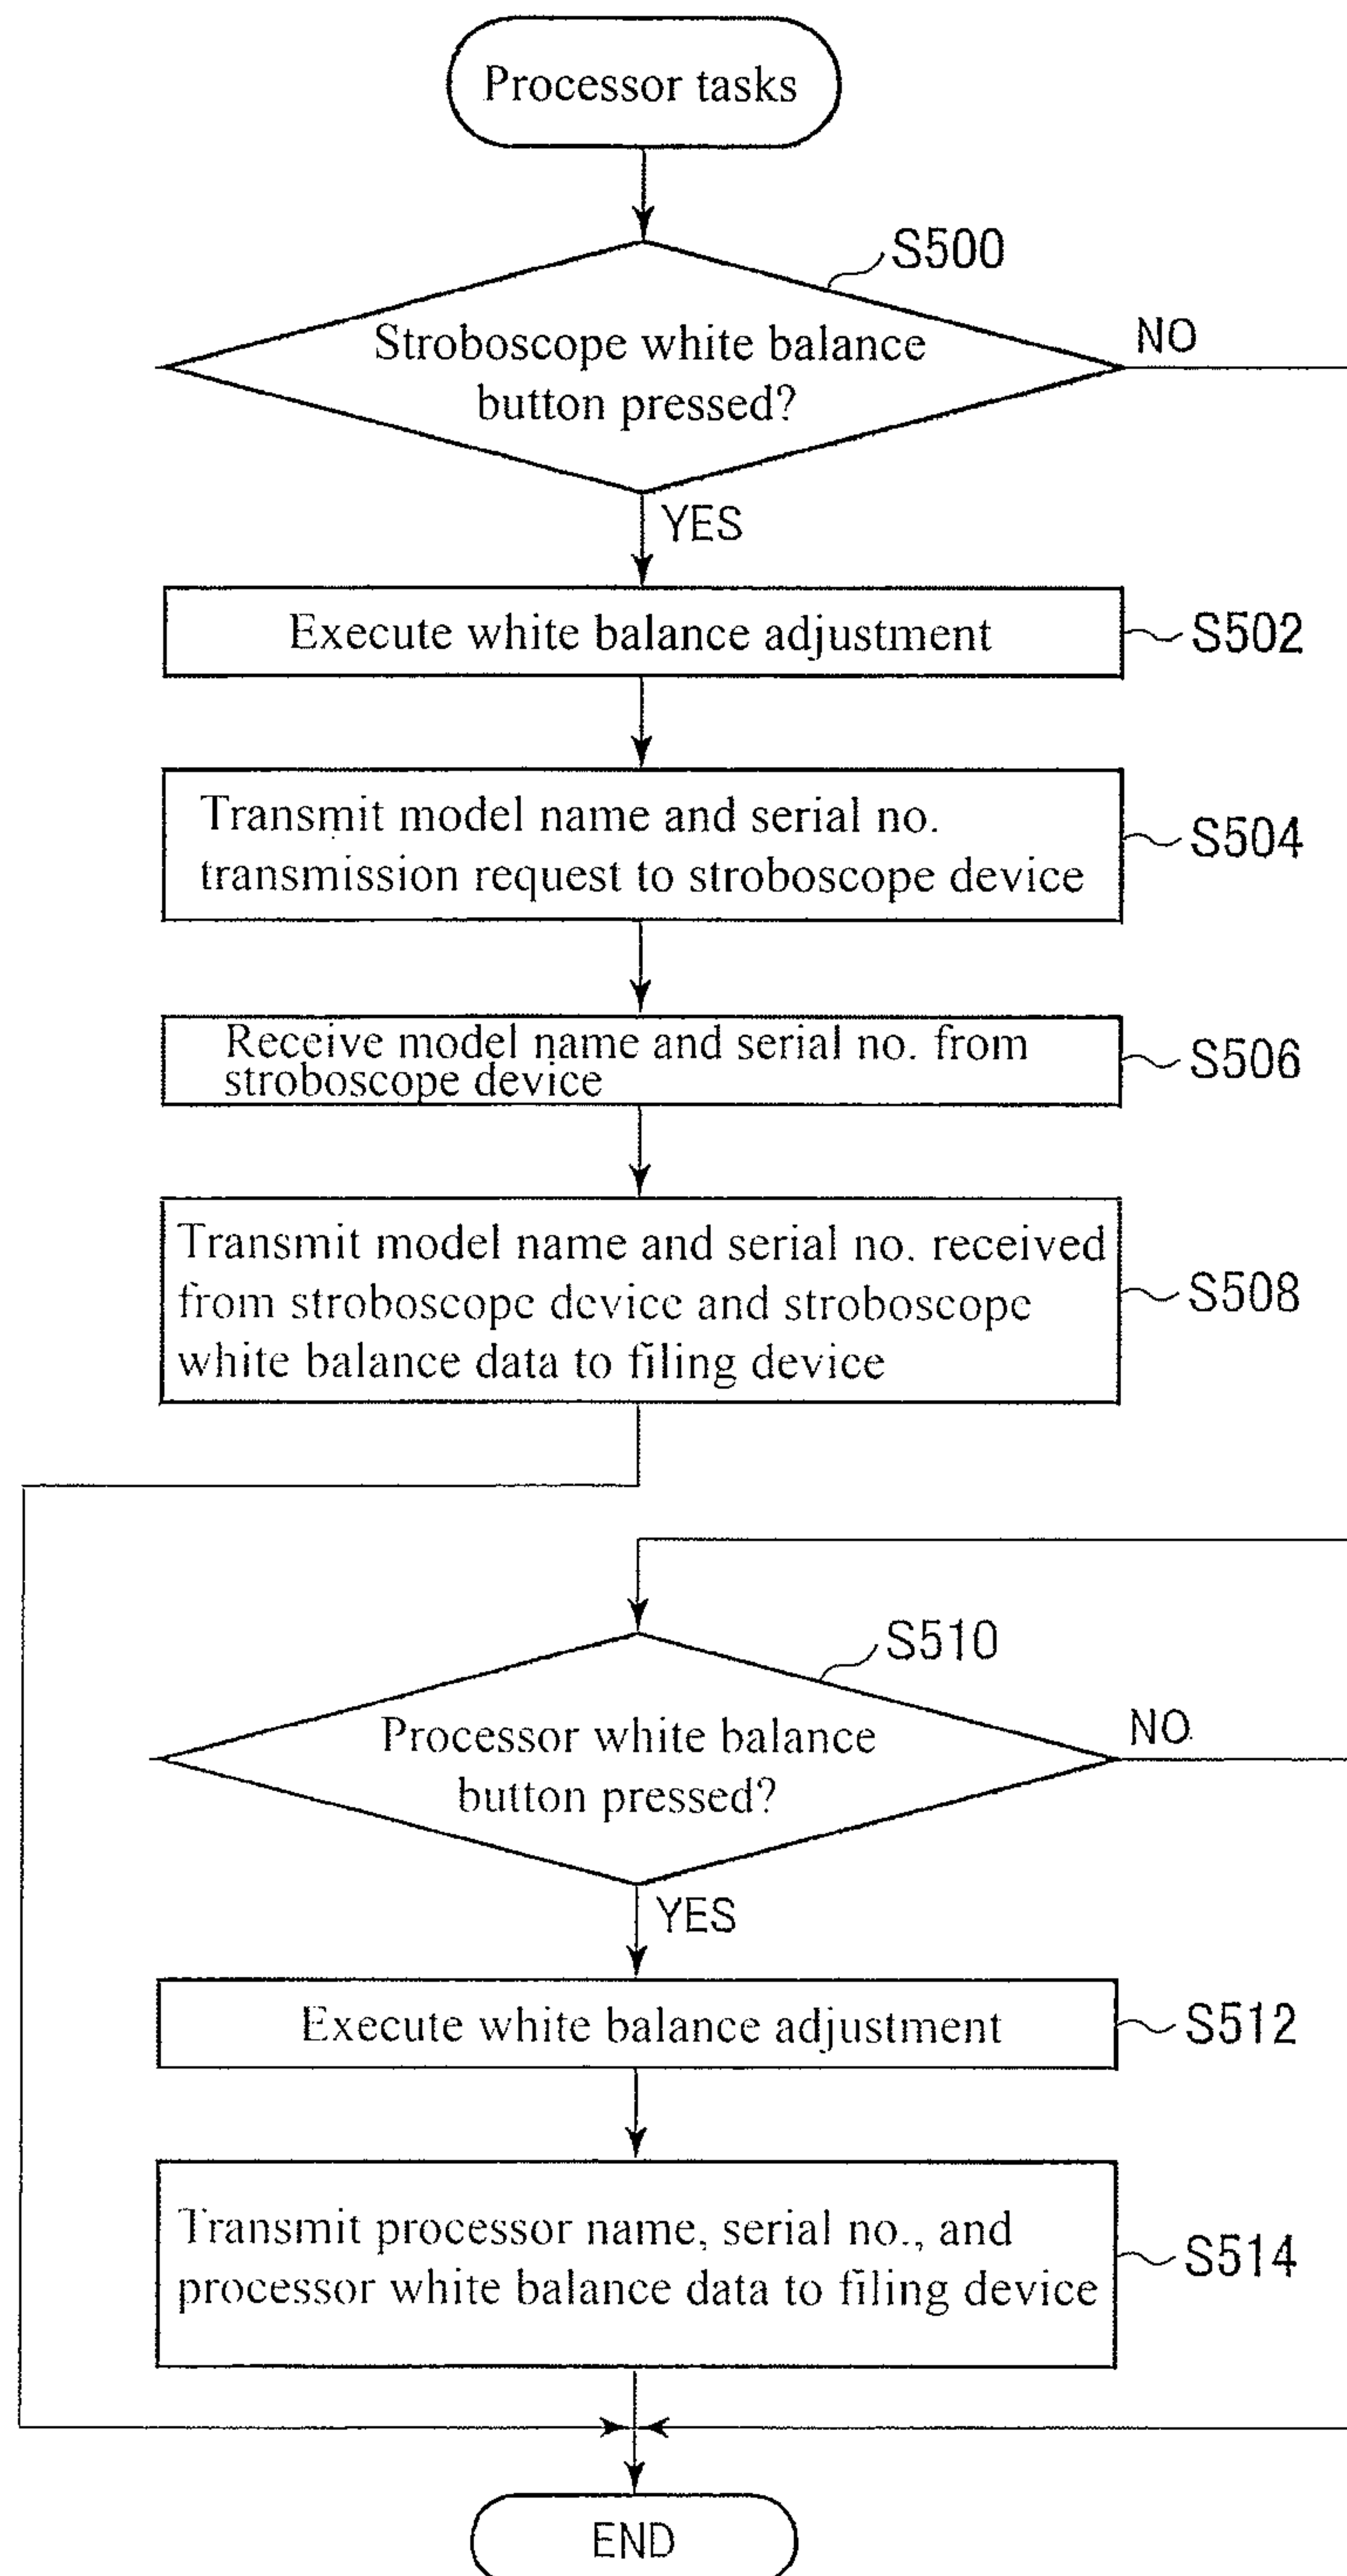 Processor tasks
S500
Stroboscope white balance
button pressed?
NO
YES
Execute white balance adjustment
S502
Transmit model name and serial no.
transmission request to stroboscope device
S504
Receive model name and serial no. from
stroboscope device
S506
Transmit model name and serial no. received
from stroboscope device and stroboscope
white balance data to filing device
S508
S510
Processor white balance
button pressed?
NO
YES
Execute white balance adjustment
S512
Transmit processor name, serial no., and
processor white balance data to filing device
S514
END